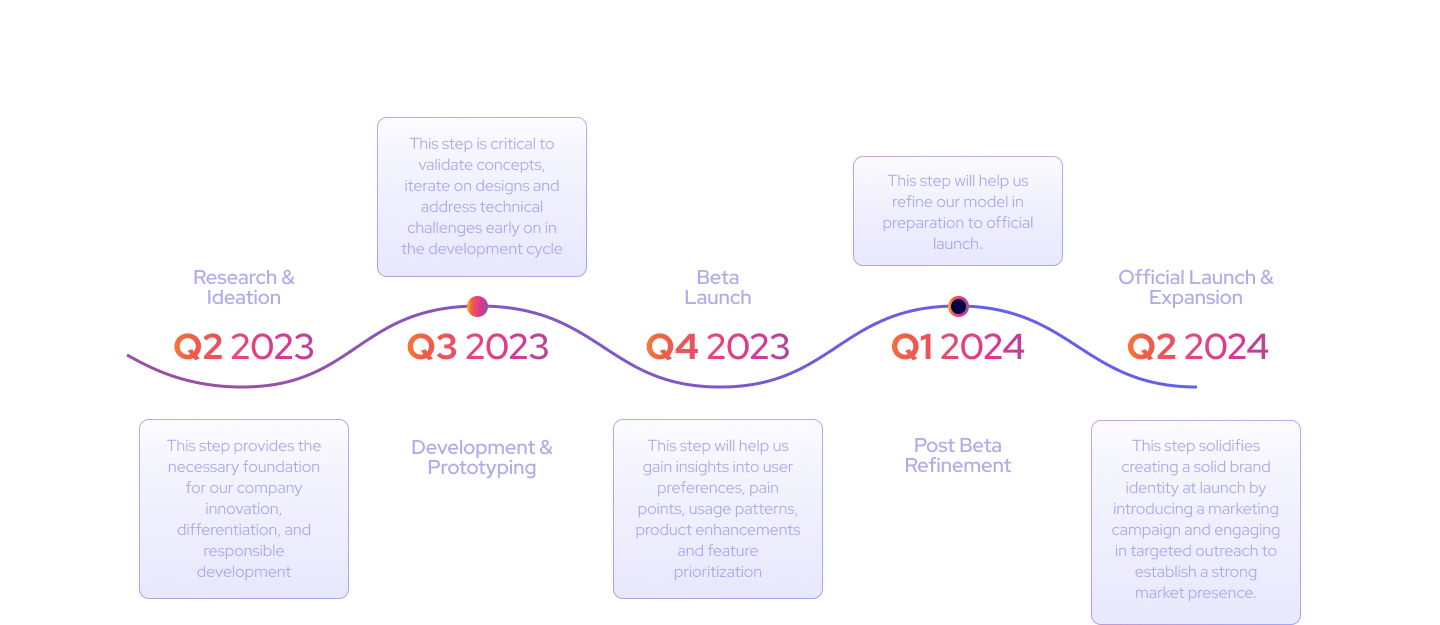 Research &
Ideation
Q2 2023
This step provides the
necessary foundation
for our company
innovation,
differentiation, and
responsible
development
This step is critical to
validate concepts,
iterate on designs and
address technical
challenges early on in
the development cycle
Q3 2023
Development &
Prototyping
Beta
Launch
Q4 2023
This step will help us
gain insights into user
preferences, pain
points, usage patterns,
product enhancements
and feature
prioritization
This step will help us
refine our model in
preparation to official
launch.
Q1 2024
Post Beta
Refinement
Official Launch &
Expansion
Q2 2024
This step solidifies
creating a solid brand
identity at launch by
introducing a marketing
campaign and engaging
in targeted outreach to
establish a strong
market presence.